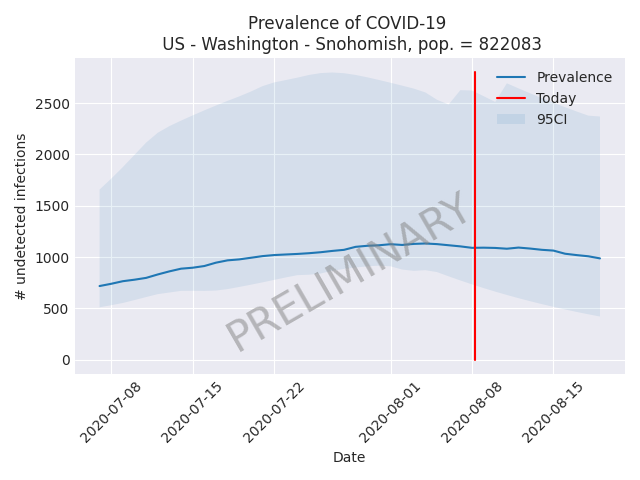 Prevalence of COVID-19
US - Washington - Snohomish, pop. = 822083
# undetected infections
2500
2000
1500
1000
500
0
Prevalence
Today
95CI
PRELIMINARY
2020-07-08
2020-07-15
2020-07-22
2020-08-01
2020-08-08
2020-08-15
Date